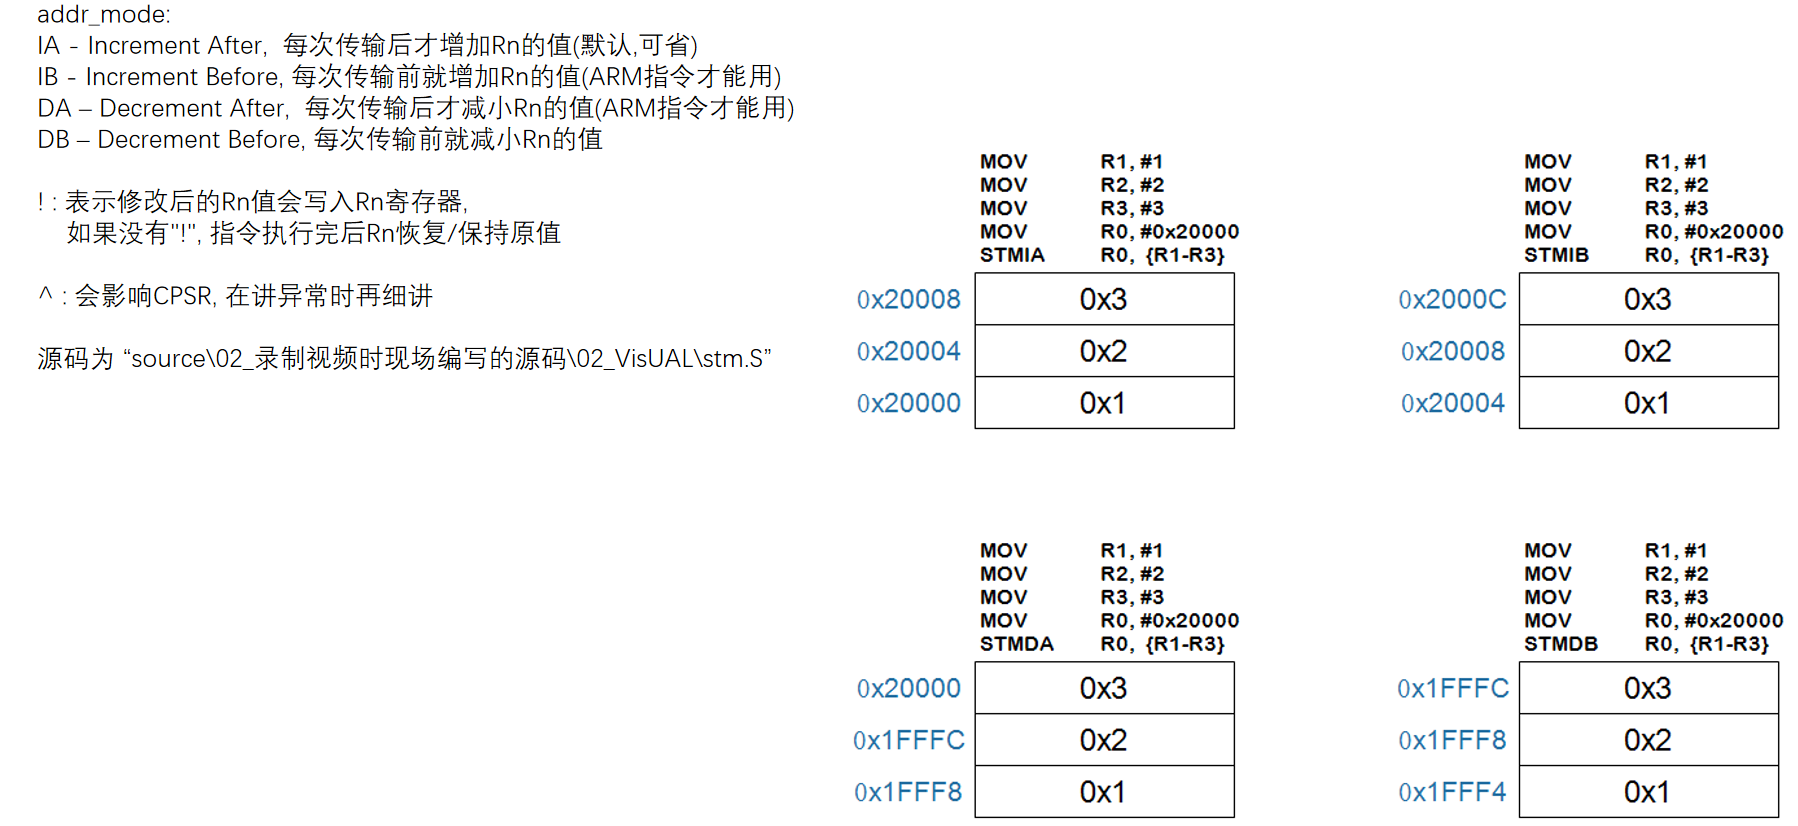 addr_mode:
IA - Increment After, 每次传输后才增加Rn的值(默认,可省)
IB - Increment Before, 每次传输前就增加Rn的值(ARM指令才能用)
DA – Decrement After, 每次传输后才减小Rn的值(ARM指令才能用)
DB – Decrement Before, 每次传输前就减小Rn的值
! : 表示修改后的Rn值会写入Rn寄存器,
如果没有"!", 指令执行完后Rn恢复/保持原值
^ : 会影响CPSR, 在讲异常时再细讲
源码为 “source\02_录制视频时现场编写的源码\02_VisUAL\stm.S”
MOV R1, #1
MOV R2, #2
MOV R3, #3
MOV R0, #0x20000
STMIA R0, {R1-R3}
0x20008 0x3
0x20004 0x2
0x20000 0x1
MOV R1, #1
MOV R2, #2
MOV R3, #3
MOV R0, #0x20000
STMIB R0, {R1-R3}
0x2000C 0x3
0x20008 0x2
0x20004 0x1
MOV R1, #1
MOV R2, #2
MOV R3, #3
MOV R0, #0x20000
STMDA R0, {R1-R3}
0x20000 0x3
0x1FFFC 0x2
0x1FFF8 0x1
MOV R1, #1
MOV R2, #2
MOV R3, #3
MOV R0, #0x20000
STMDB R0, {R1-R3}
0x1FFFC 0x3
0x1FFF8 0x2
0x1FFF4 0x1